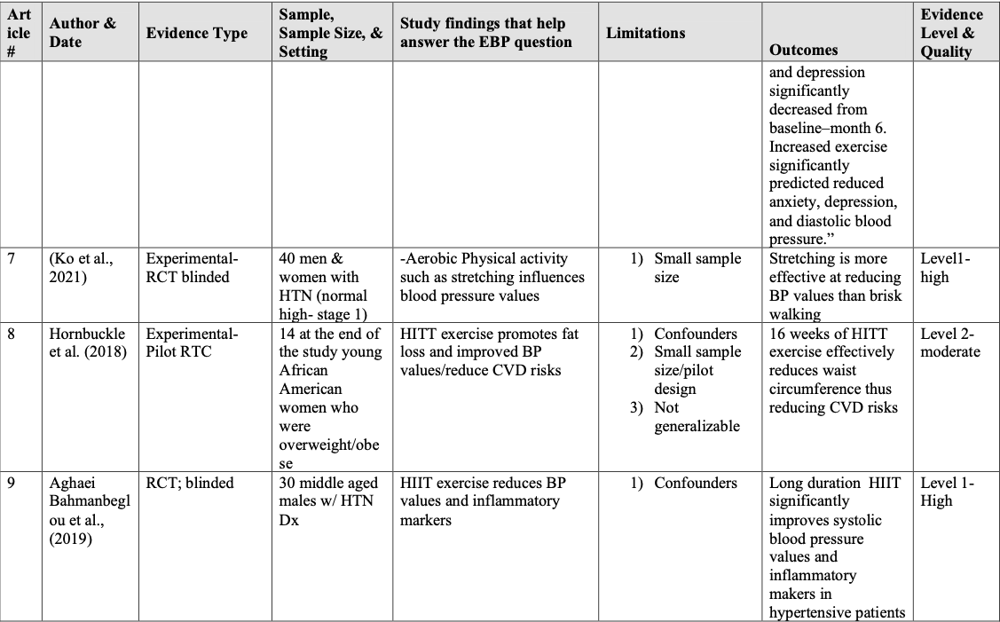 Art
icle
#
Author &
Date
Evidence Type
Sample,
Sample Size, &
Setting
Study findings that help
answer the EBP question
Limitations
Outcomes
Evidence
Level &
Quality
and depression
significantly
decreased from
baseline–month 6.
Increased exercise
significantly
predicted reduced
anxiety, depression,
and diastolic blood
pressure.”
7
(Ko et al.,
2021)
Experimental-
RCT blinded
40 men &
women with
HTN (normal
high- stage 1)
-Aerobic Physical activity
such as stretching influences
blood pressure values
1) Small sample
size
Stretching is more
effective at reducing
BP values than brisk
walking
Level1-
high
8
Hornbuckle
et al. (2018)
Experimental-
Pilot RTC
14 at the end of
the study young
African
American
women who
were
overweight/obe
se
HITT exercise promotes fat
loss and improved BP
values/reduce CVD risks
1) Confounders
2) Small sample
size/pilot
design
3) Not
generalizable
16 weeks of HITT
exercise effectively
reduces waist
circumference thus
reducing CVD risks
Level 2-
moderate
9
Aghaei
Bahmanbegl
ou et al.,
(2019)
RCT; blinded
30 middle aged
males w/ HTN
Dx
HIIT exercise reduces BP
values and inflammatory
markers
1) Confounders
Long duration HIIT
significantly
improves systolic
blood pressure
values and
inflammatory
makers in
hypertensive patients
Level 1-
High